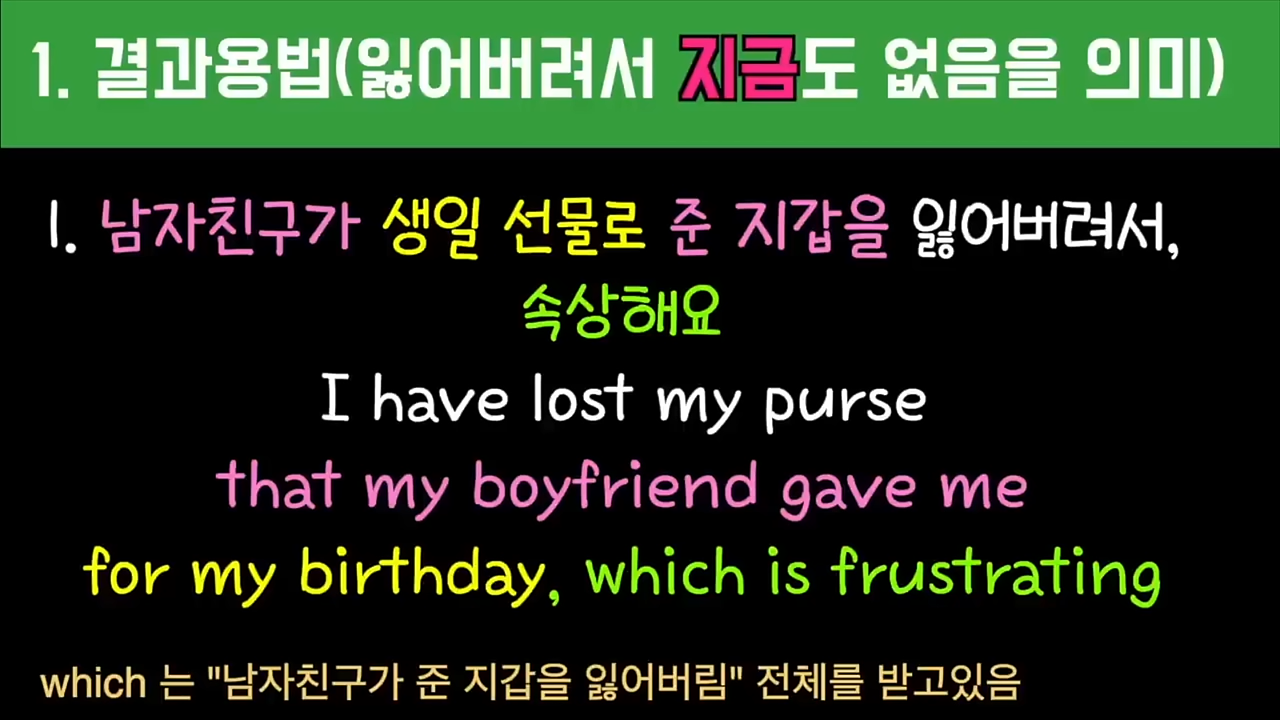 1. 결과용법(잃어버려서 지금도 없음을 의미)
1. 남자친구가 생일 선물로 준 지갑을 잃어버려서,
속상해요
I have lost my purse
that my boyfriend gave me
for my birthday, which is frustrating
which 는 "남자친구가 준 지갑을 잃어버림" 전체를 받고있음